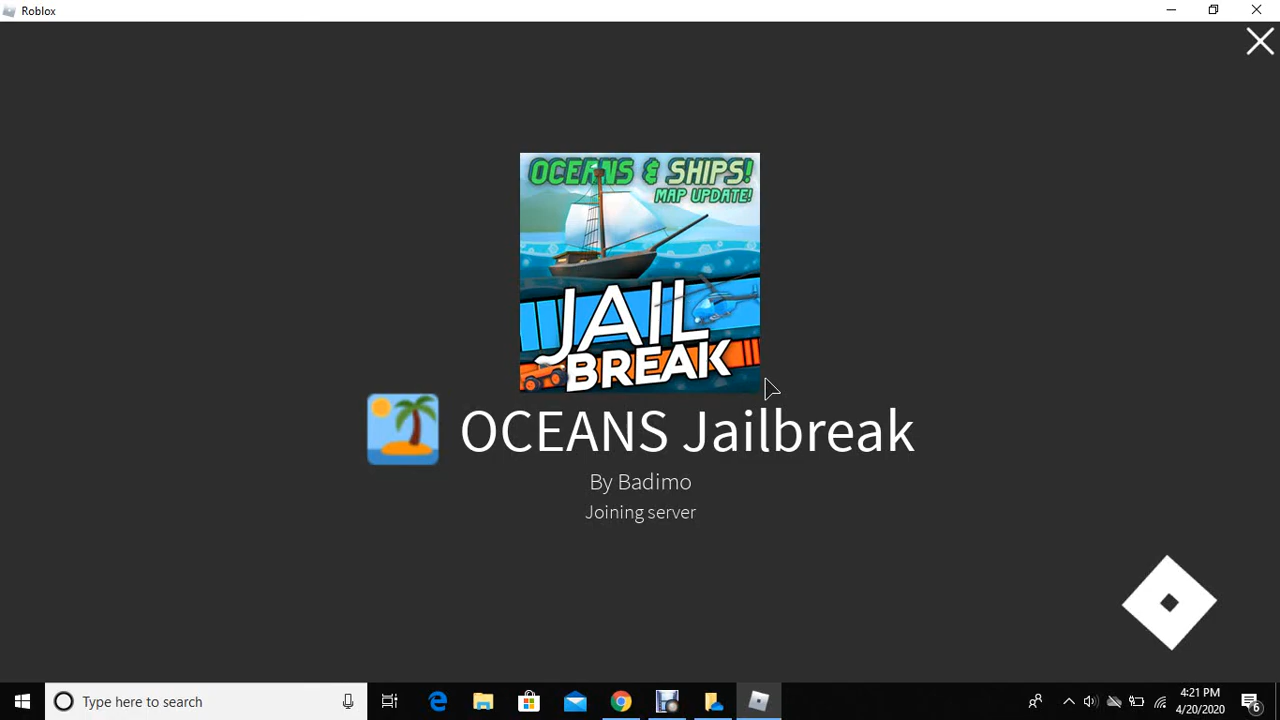 Roblox
OCEANS & SHIPS!
MAP UPDATE!
JAIL
BREAK
OCEANS Jailbreak
By Badimo
Joining server
Type here to search
4:21 PM
4/20/2020
6